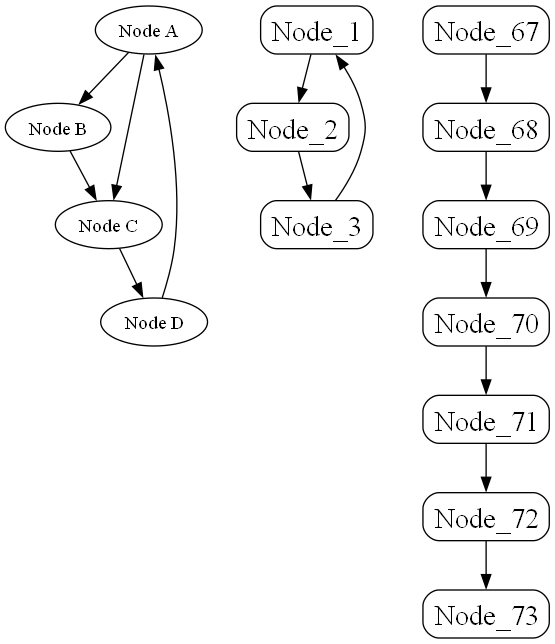 Node A
Node B
Node C
Node D
Node_1
Node_2
Node_3
Node_67
Node_68
Node_69
Node_70
Node_71
Node_72
Node_73